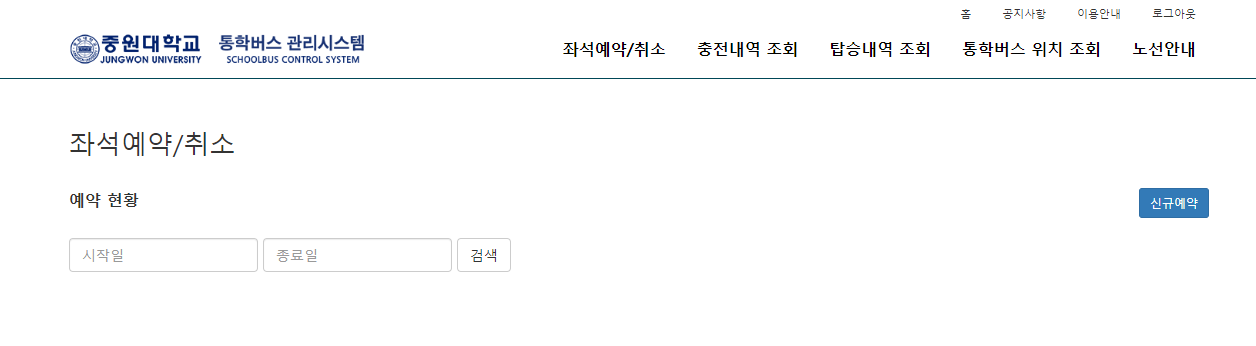 홈 공지사항 이용안내 로그아웃
중원대학교 통학버스 관리시스템
JUNGWON UNIVERSITY SCHOOLBUS CONTROL SYSTEM
좌석예약/취소 충전내역 조회 탑승내역 조회 통학버스 위치 조회 노선안내
좌석예약/취소
예약 현황 신규예약
시작일 종료일 검색